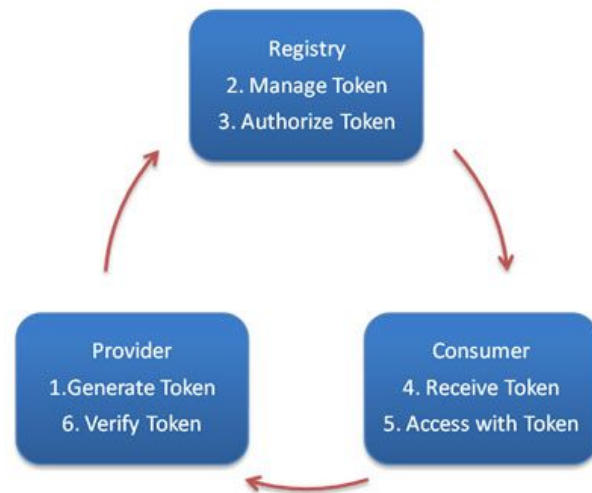 Registry
2. Manage Token
3. Authorize Token
Provider
1.Generate Token
6. Verify Token
Consumer
4. Receive Token
5. Access with Token